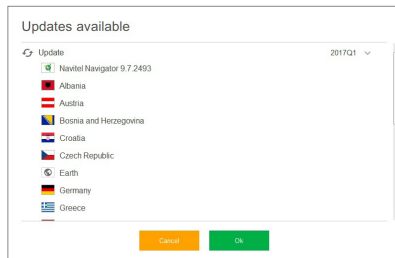 Updates available
Update 2017Q1
Navitel Navigator 9.7.2493
Albania
Austria
Bosnia and Herzegovina
Croatia
Czech Republic
Earth
Germany
Greece
Cancel Ok